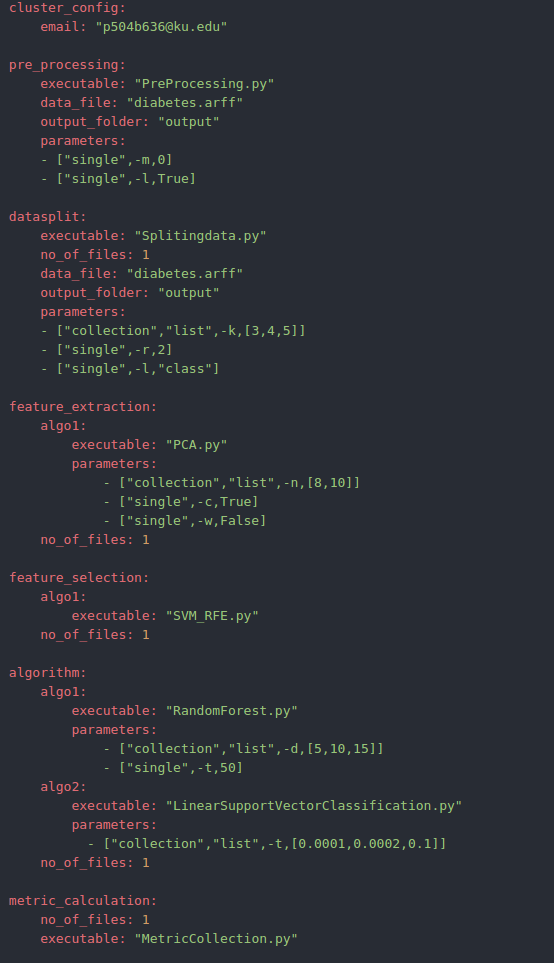 cluster_config:
    email: "p504b636@ku.edu"

pre_processing:
    executable: "PreProcessing.py"
    data_file: "diabetes.arff"
    output_folder: "output"
    parameters:
    - ["single",-m,0]
    - ["single",-l,True]

datasplit:
    executable: "Splitingdata.py"
    no_of_files: 1
    data_file: "diabetes.arff"
    output_folder: "output"
    parameters:
    - ["collection","list",-k,[3,4,5]]
    - ["single",-r,2]
    - ["single",-l,"class"]

feature_extraction:
    algo1:
        executable: "PCA.py"
        parameters:
            - ["collection","list",-n,[8,10]]
            - ["single",-c,True]
            - ["single",-w,False]
    no_of_files: 1

feature_selection:
    algo1:
        executable: "SVM_RFE.py"
    no_of_files: 1

algorithm:
    algo1:
        executable: "RandomForest.py"
        parameters:
            - ["collection","list",-d,[5,10,15]]
            - ["single",-t,50]
    algo2:
        executable: "LinearSupportVectorClassification.py"
        parameters:
          - ["collection","list",-t,[0.0001,0.0002,0.1]]
    no_of_files: 1

metric_calculation:
    no_of_files: 1
    executable: "MetricCollection.py"